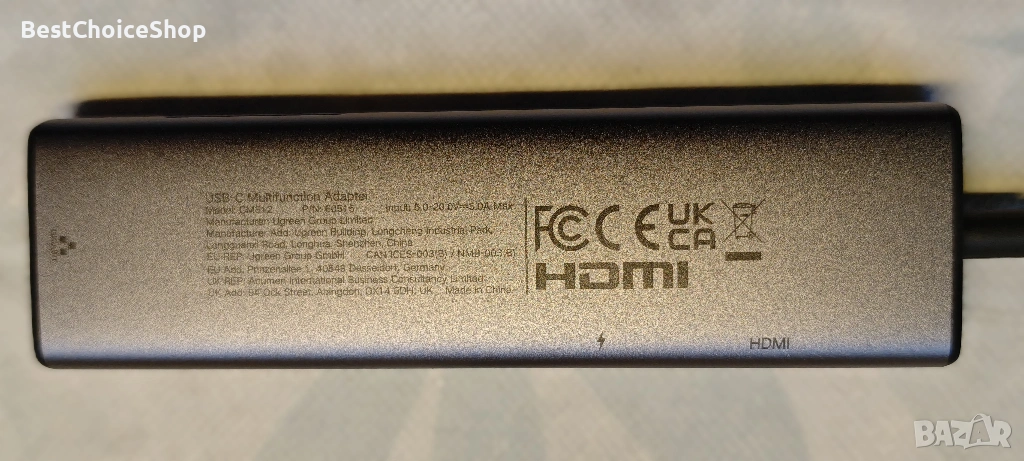 BestChoiceShop
USB-C Multifunction Adapter
Model: CM512 P/N: 60515 Input: 5.0-20.0V⎓5.0A Max
Manufacturer: Ugreen Group Limited
Manufacturer Add: Ugreen Building, Longcheng Industrial Park,
Longguanxi Road, Longhua, Shenzhen, China
EU REP: Ugreen Group GmbH CAN ICES-003(B) / NMB-003(B)
EU Add: Prinzenallee 7, 40549 Düsseldorf, Germany
UK REP: Acumen International Business Consultancy Limited
UK Add: Street, Abingdon, OX14 5DH, UK Made in China
FC CE UK
CA
HDMI
HDMI
BAZAR